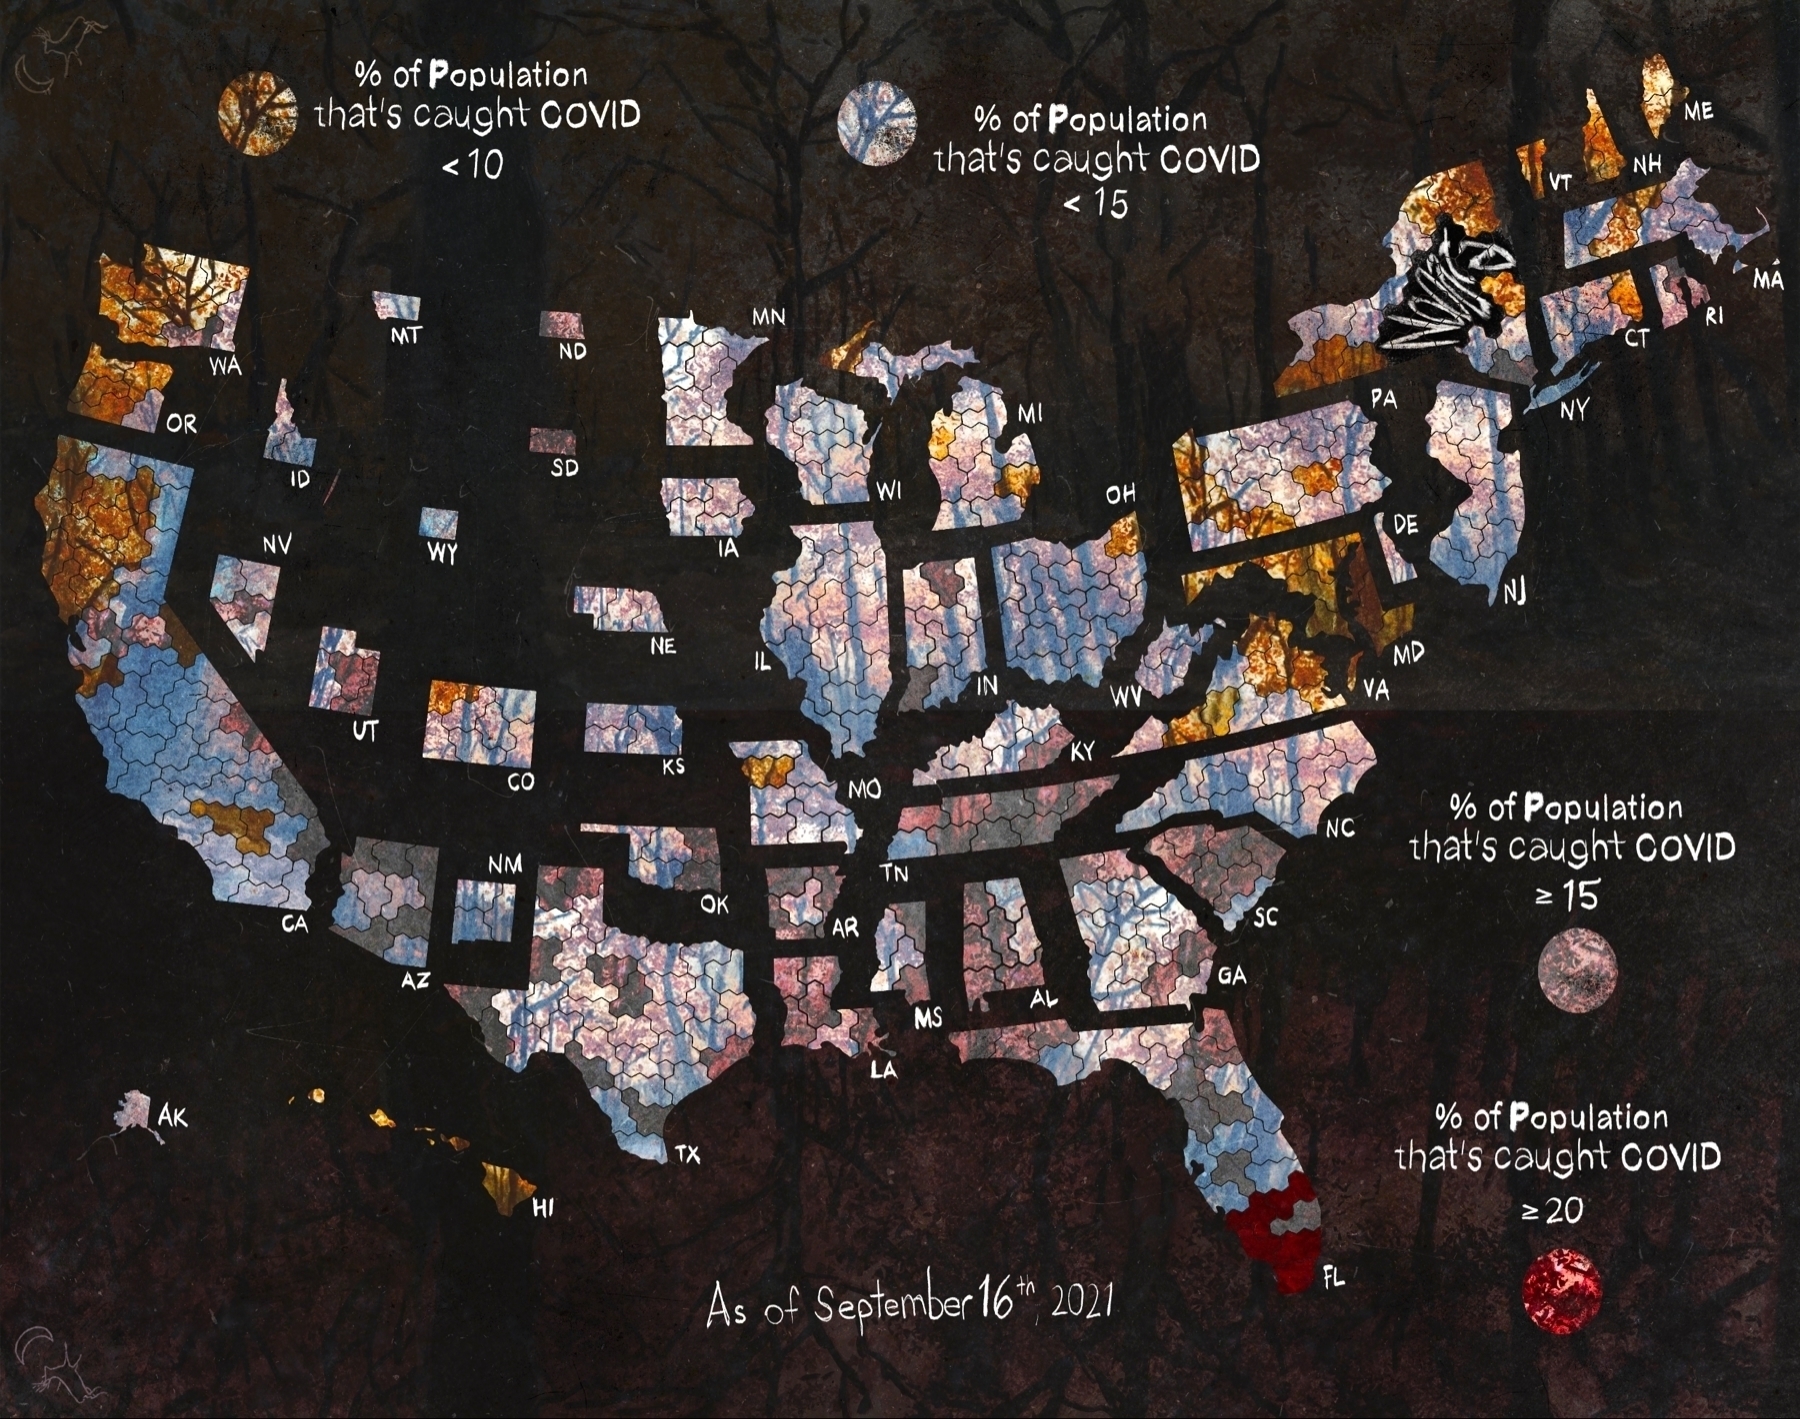 % of Population
that's caught COVID
<10
% of Population
that's caught COVID
< 15
ME
NH
VT
MA
RI
CT
NY
PA
WA
MT
ND
MN
OR
ID
SD
MI
WI
OH
DE
NJ
NV
WY
IA
NE
IL
IN
WV
MD
VA
UT
CO
KS
MO
KY
NC
% of Population
that's caught COVID
≥ 15
CA
NM
AZ
OK
TN
AR
SC
MS
AL
GA
LA
AK
TX
HI
% of Population
that's caught COVID
≥ 20
FL
As of September 16th, 2021